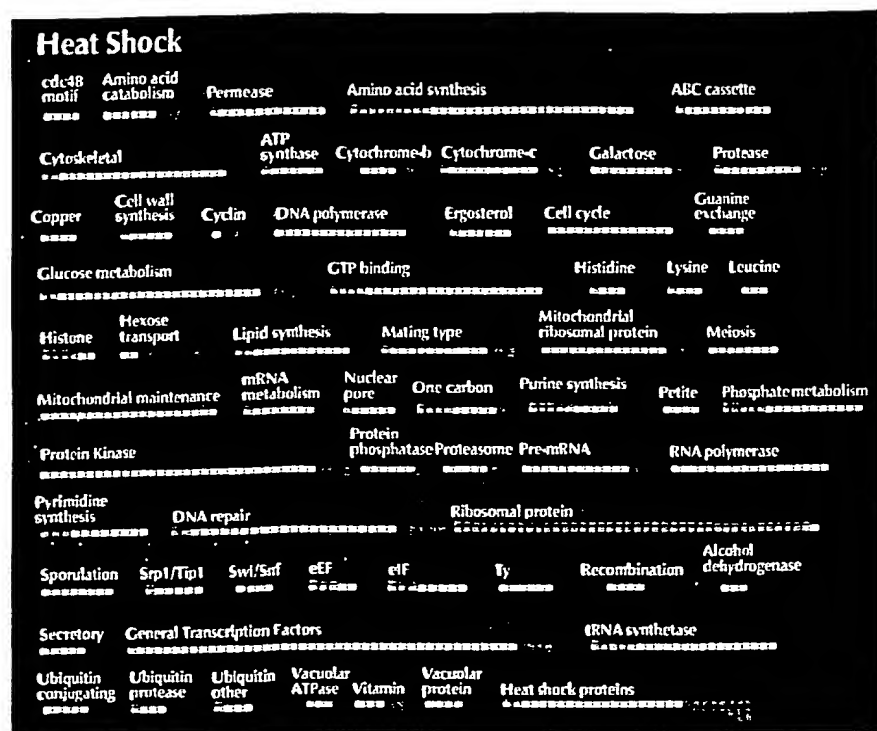 Heat Shock
cdc48 motif
Amino acid catabolism
Permease
Amino acid synthesis
ABC cassette
Cytoskeletal
ATP synthase
Cytochrome-b
Cytochrome-c
Galactose
Protease
Copper
Cell wall synthesis
Cyclin
DNA polymerase
Ergosterol
Cell cycle
Guanine exchange
Glucose metabolism
GTP binding
Histidine
Lysine
Leucine
Histone
Hexose transport
Lipid synthesis
Mating type
Mitochondrial ribosomal protein
Meiosis
Mitochondrial maintenance
mRNA metabolism
Nuclear pore
One carbon
Purine synthesis
Petite
Phosphate metabolism
Protein Kinase
Protein phosphatase
Proteasome
Pre-mRNA
RNA polymerase
Pyrimidine synthesis
DNA repair
Ribosomal protein
Sporulation
Srp1/Tip1
Swi/Snf
eEF
eIF
Ty
Recombination
Alcohol dehydrogenase
Secretory
General Transcription Factors
tRNA synthetase
Ubiquitin conjugating
Ubiquitin protease
Ubiquitin other
Vacuolar ATPase
Vitamin
Vacuolar protein
Heat shock proteins